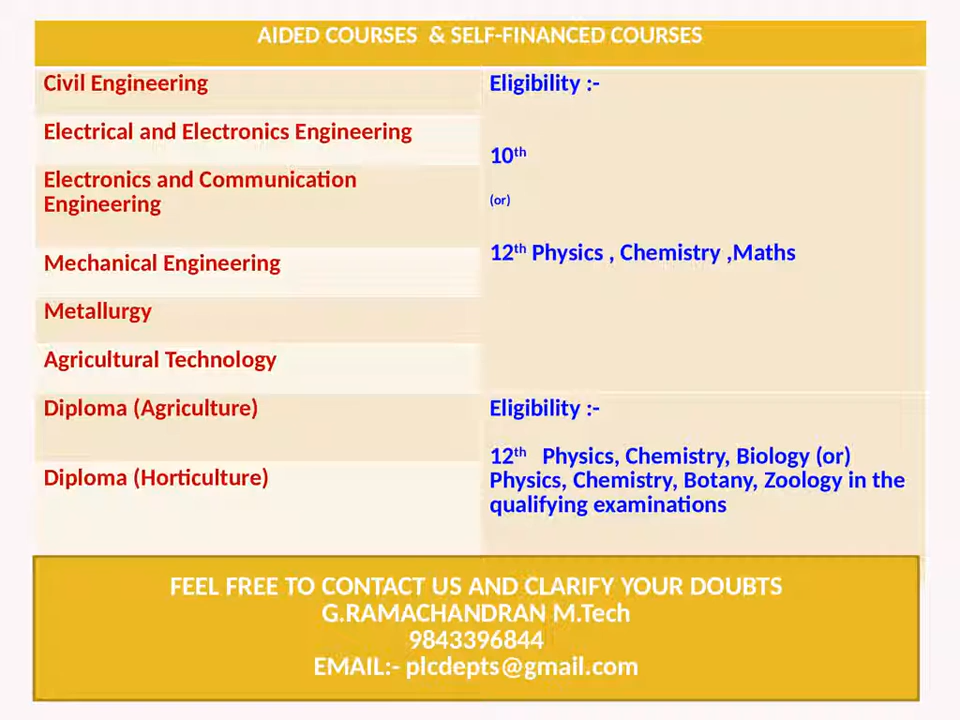 AIDED COURSES & SELF-FINANCED COURSES
Civil Engineering
Electrical and Electronics Engineering
Electronics and Communication
Engineering
Mechanical Engineering
Metallurgy
Agricultural Technology
Eligibility :-
10th
(or)
12th Physics , Chemistry ,Maths
Diploma (Agriculture)
Diploma (Horticulture)
Eligibility :-
12th Physics, Chemistry, Biology (or)
Physics, Chemistry, Botany, Zoology in the
qualifying examinations
FEEL FREE TO CONTACT US AND CLARIFY YOUR DOUBTS
G.RAMACHANDRAN M.Tech
9843396844
EMAIL:- plcdepts@gmail.com